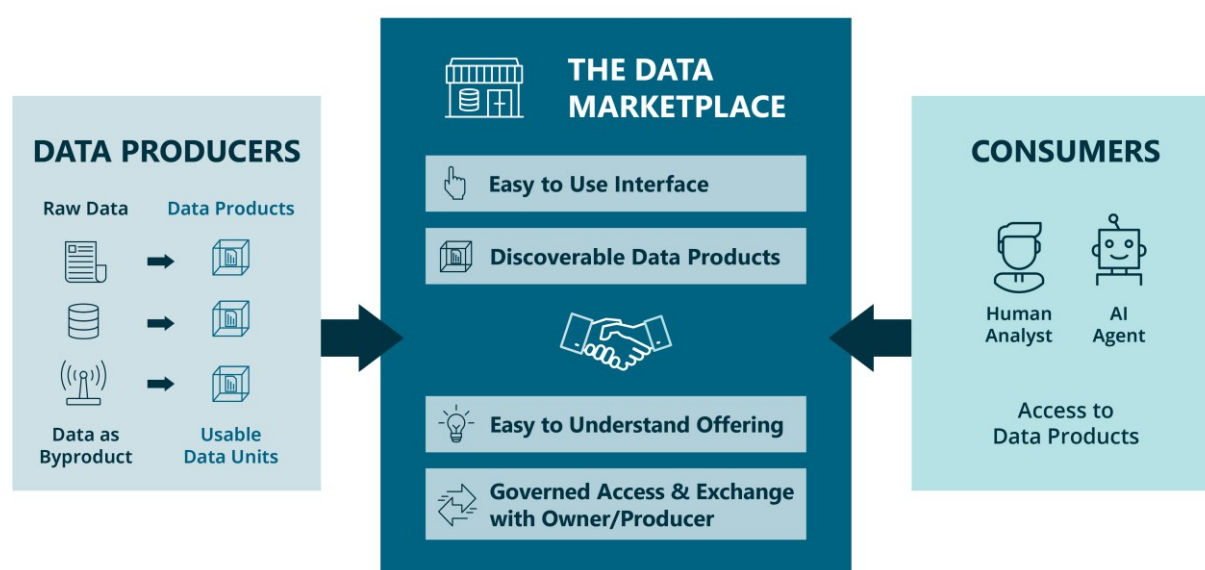 DATA PRODUCERS
Raw Data
Data Products
Data as
Byproduct
Usable
Data Units
THE DATA
MARKETPLACE
Easy to Use Interface
Discoverable Data Products
Easy to Understand Offering
Governed Access & Exchange
with Owner/Producer
CONSUMERS
Human
Analyst
AI
Agent
Access to
Data Products